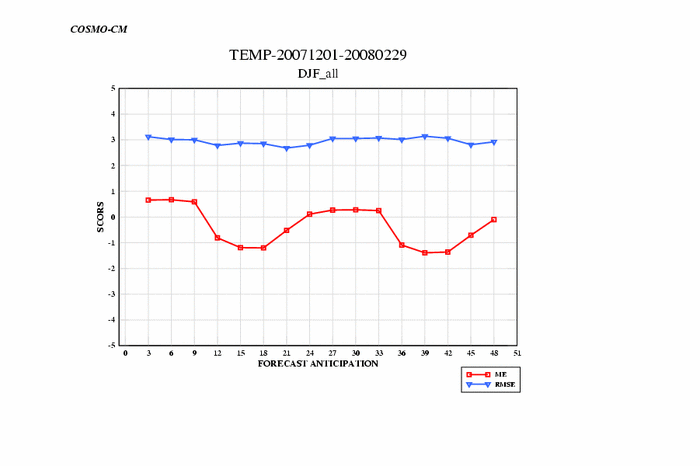 COSMO-CM
TEMP-20071201-20080229
DJF_all
5
4
3
2
1
0
-1
-2
-3
-4
-5
SCORS
0 3 6 9 12 15 18 21 24 27 30 33 36 39 42 45 48 51
FORECAST ANTICIPATION
ME
RMSE